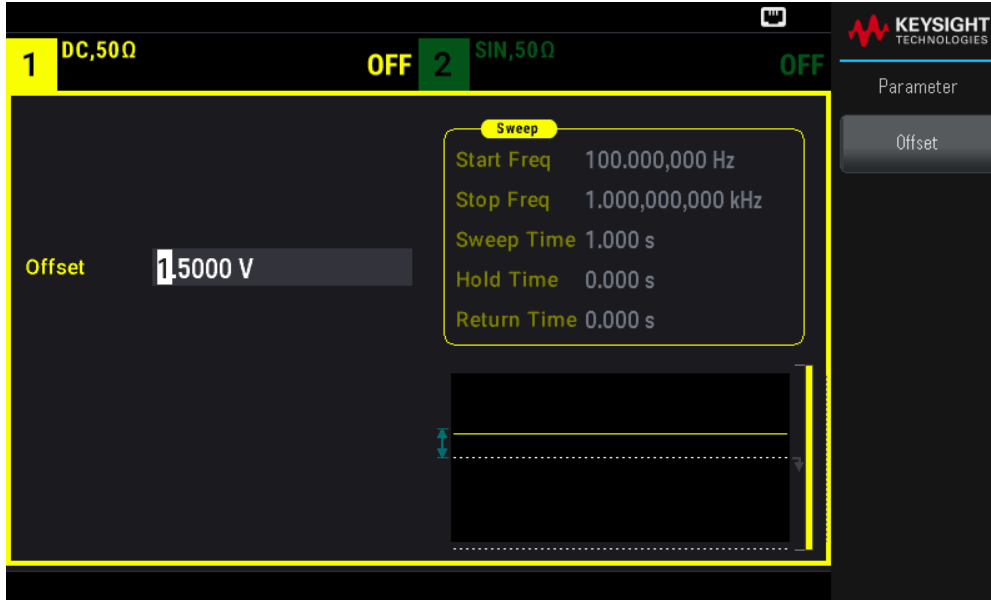 KEYSIGHT
TECHNOLOGIES
1 DC,50Ω OFF 2 SIN,50Ω OFF
Parameter
Offset
Sweep
Start Freq 100.000,000 Hz
Stop Freq 1.000,000,000 kHz
Sweep Time 1.000 s
Offset 1.5000 V
Hold Time 0.000 s
Return Time 0.000 s